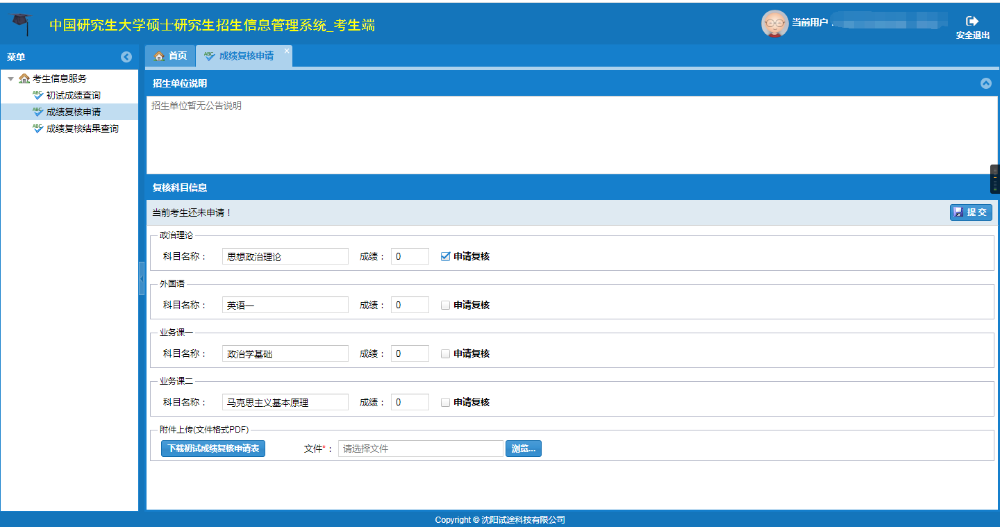 中国研究生大学硕士研究生招生信息管理系统_考生端
当前用户
安全退出
菜单
首页
成绩复核申请
考生信息服务
初试成绩查询
成绩复核申请
成绩复核结果查询
招生单位说明
招生单位暂无公告说明
复核科目信息
当前考生还未申请！
提交
政治理论
科目名称： 思想政治理论 成绩： 0 申请复核
外国语
科目名称： 英语一 成绩： 0 申请复核
业务课一
科目名称： 政治学基础 成绩： 0 申请复核
业务课二
科目名称： 马克思主义基本原理 成绩： 0 申请复核
附件上传(文件格式PDF)
下载初试成绩复核申请表 文件*： 请选择文件 浏览...
Copyright © 沈阳试途科技有限公司